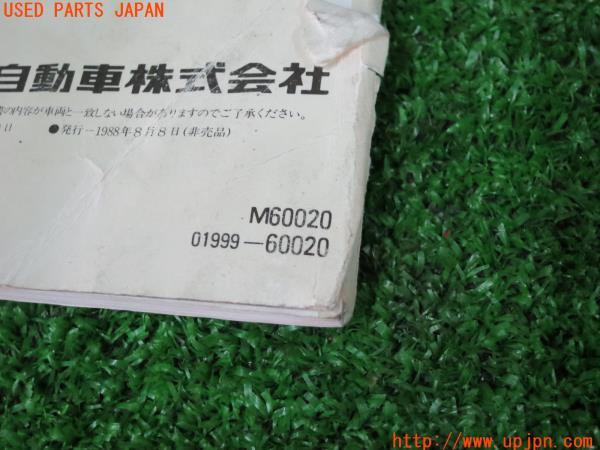 USED PARTS JAPAN
自動車株式会社
の内容が車両と一致しない場合がありますのでご了承ください。
日 ●発行-1988年8月8日(非売品)
M60020
01999-60020
http://www.upjpn.com/